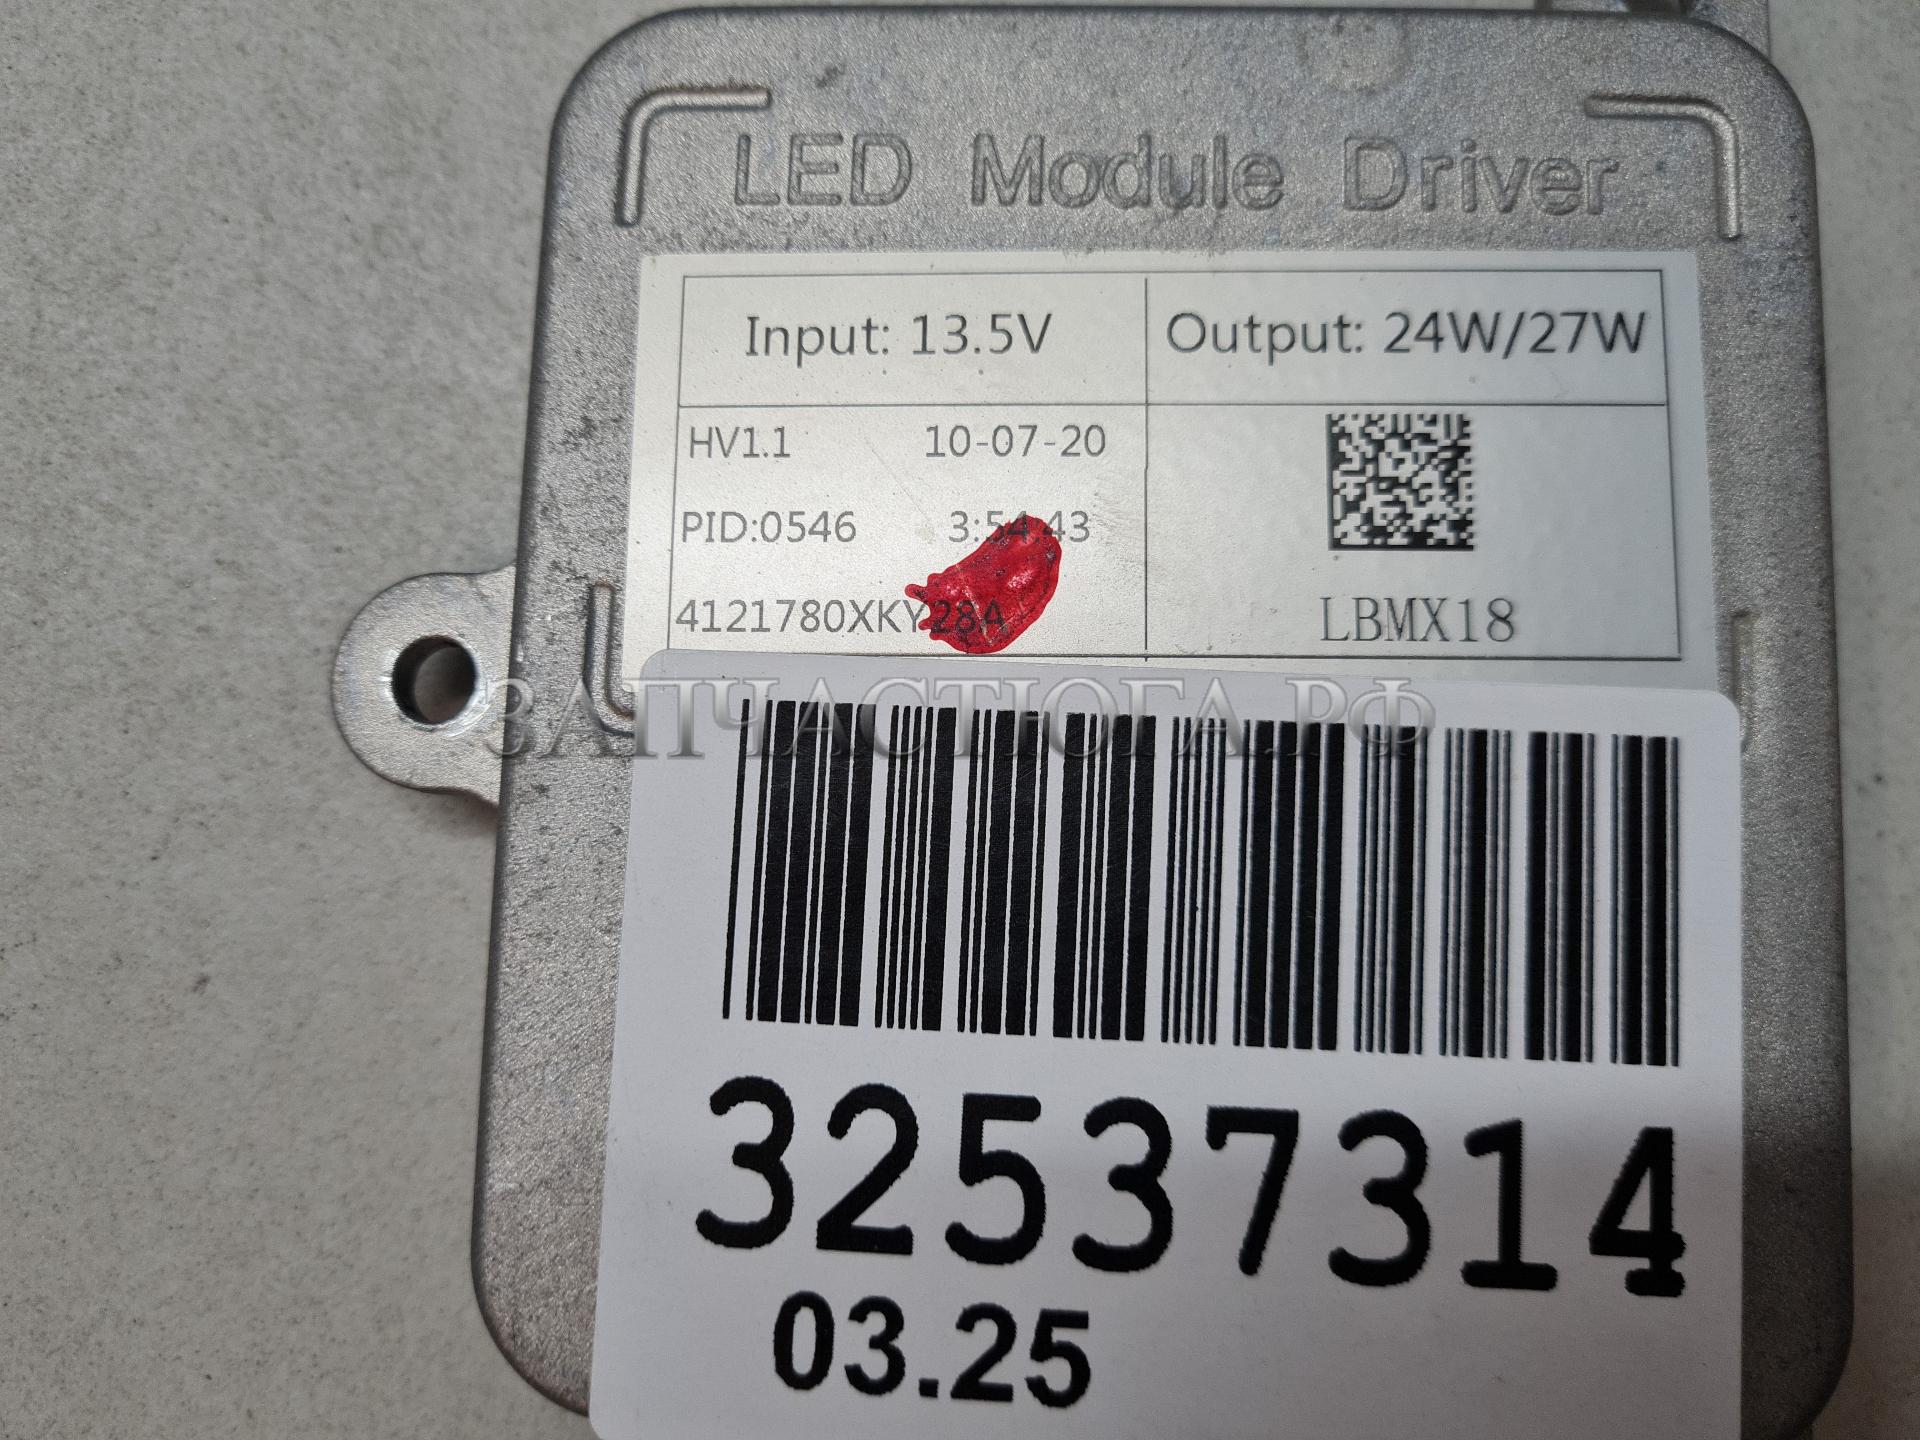 LED Module Driver
Input: 13.5V Output: 24W/27W
HV1.1 10-07-20
PID:0546 3:54:43
4121780XKY28A LBMX18
ЗАПЧАСТЮГА.РФ
32537314
03.25